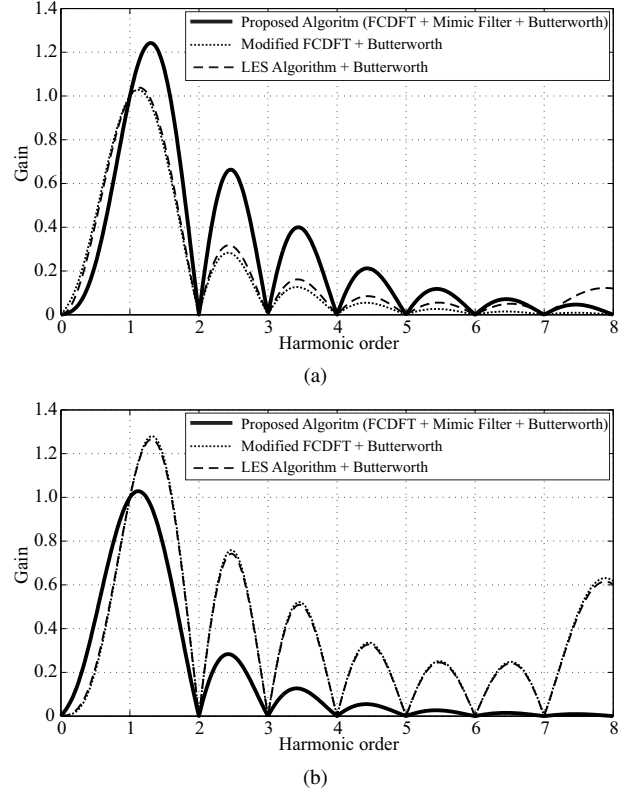 1.4
1.2
1.0
0.8
0.6
0.4
0.2
0
Gain
Proposed Algoritm (FCDFT + Mimic Filter + Butterworth)
Modified FCDFT + Butterworth
LES Algorithm + Butterworth
0 1 2 3 4 5 6 7 8
Harmonic order
(a)
1.4
1.2
1.0
0.8
0.6
0.4
0.2
0
Gain
Proposed Algoritm (FCDFT + Mimic Filter + Butterworth)
Modified FCDFT + Butterworth
LES Algorithm + Butterworth
0 1 2 3 4 5 6 7 8
Harmonic order
(b)